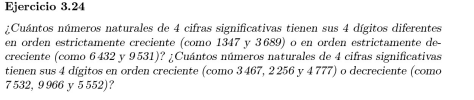 Ejercicio 3.24
¿Cuántos números naturales de 4 cifras significativas tienen sus 4 dígitos diferentes
en orden estrictamente creciente (como 1347 y 3 689) o en orden estrictamente de-
creciente (como 6 432 y 9 531)? ¿Cuántos números naturales de 4 cifras significativas
tienen sus 4 dígitos en orden creciente (como 3 467, 2 256 y 4 777) o decreciente (como
7 532, 9 966 y 5 552)?